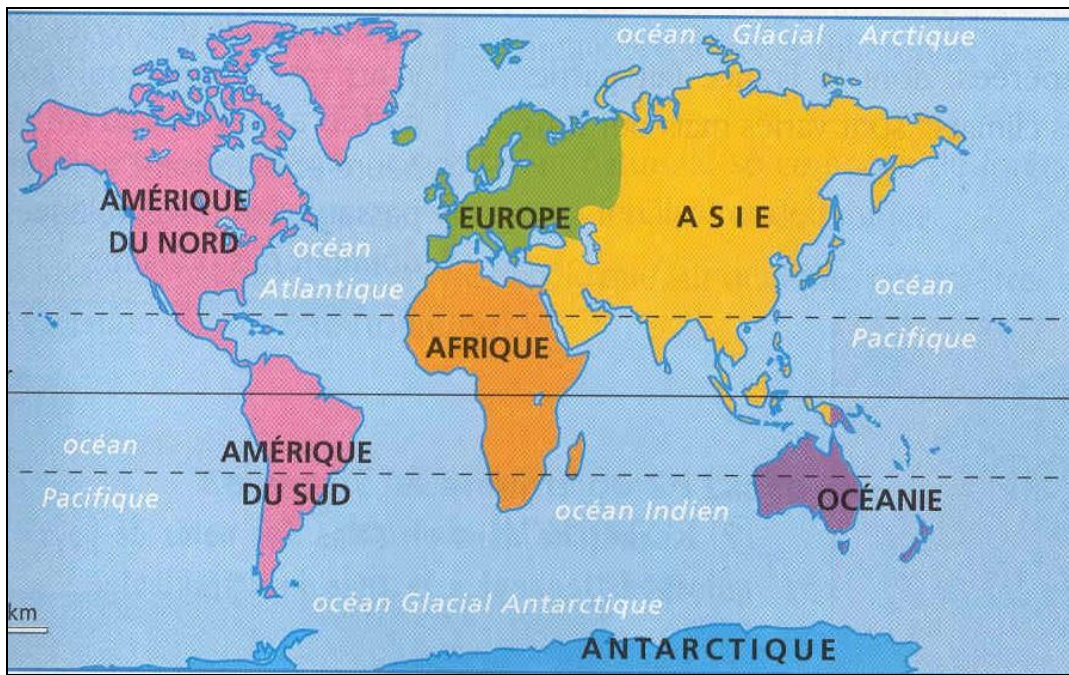 océan Glacial Arctique
AMÉRIQUE
DU NORD
EUROPE
ASIE
océan
Atlantique
océan
Pacifique
AFRIQUE
océan
Pacifique
AMÉRIQUE
DU SUD
océan Indien
OCÉANIE
océan Glacial Antarctique
km
ANTARCTIQUE